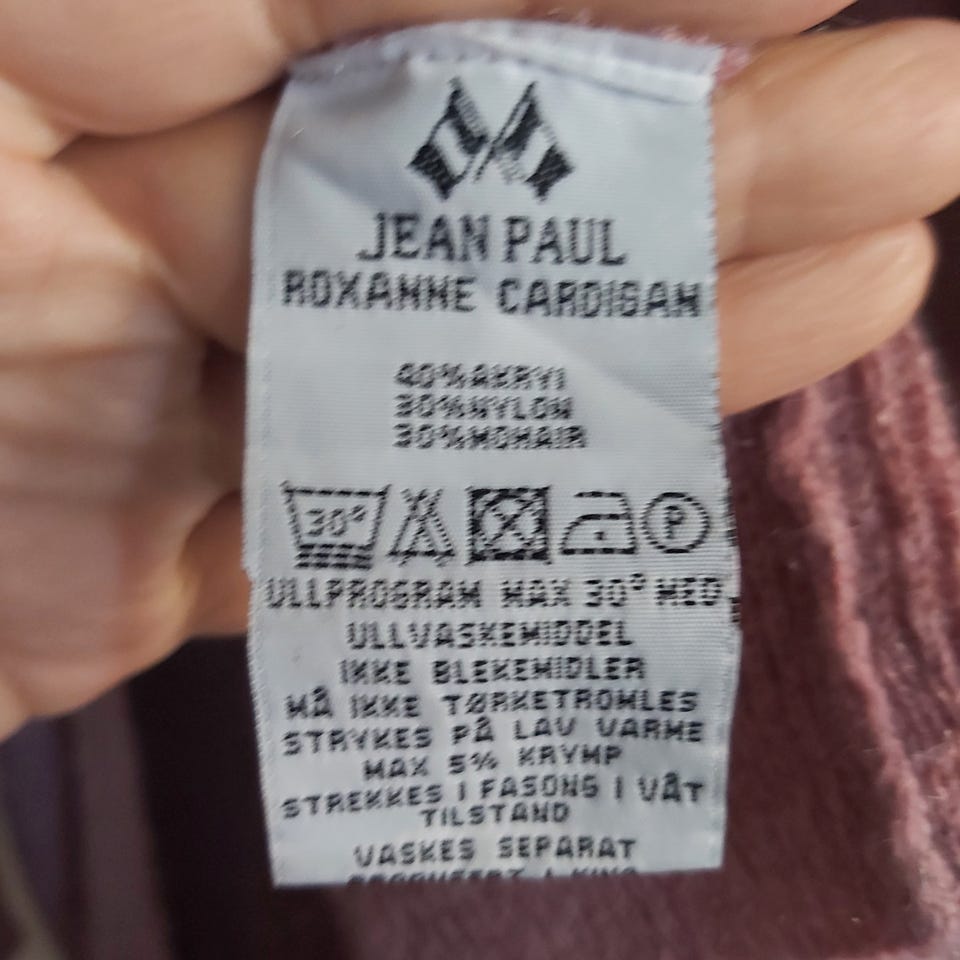 JEAN PAUL
ROXANNE CARDIGAN
40%AKRYl
30%NYLON
30%MOHAIR
30° P
ULLPROGRAM MAX 30° MED
ULLVASKEMIDDEL
IKKE BLEKEMIDLER
MÅ IKKE TØRKETROMLES
STRYKES PÅ LAV VARME
MAX 5% KRYMP
STREKKES I FASONG I VÅT
TILSTAND
VASKES SEPARAT